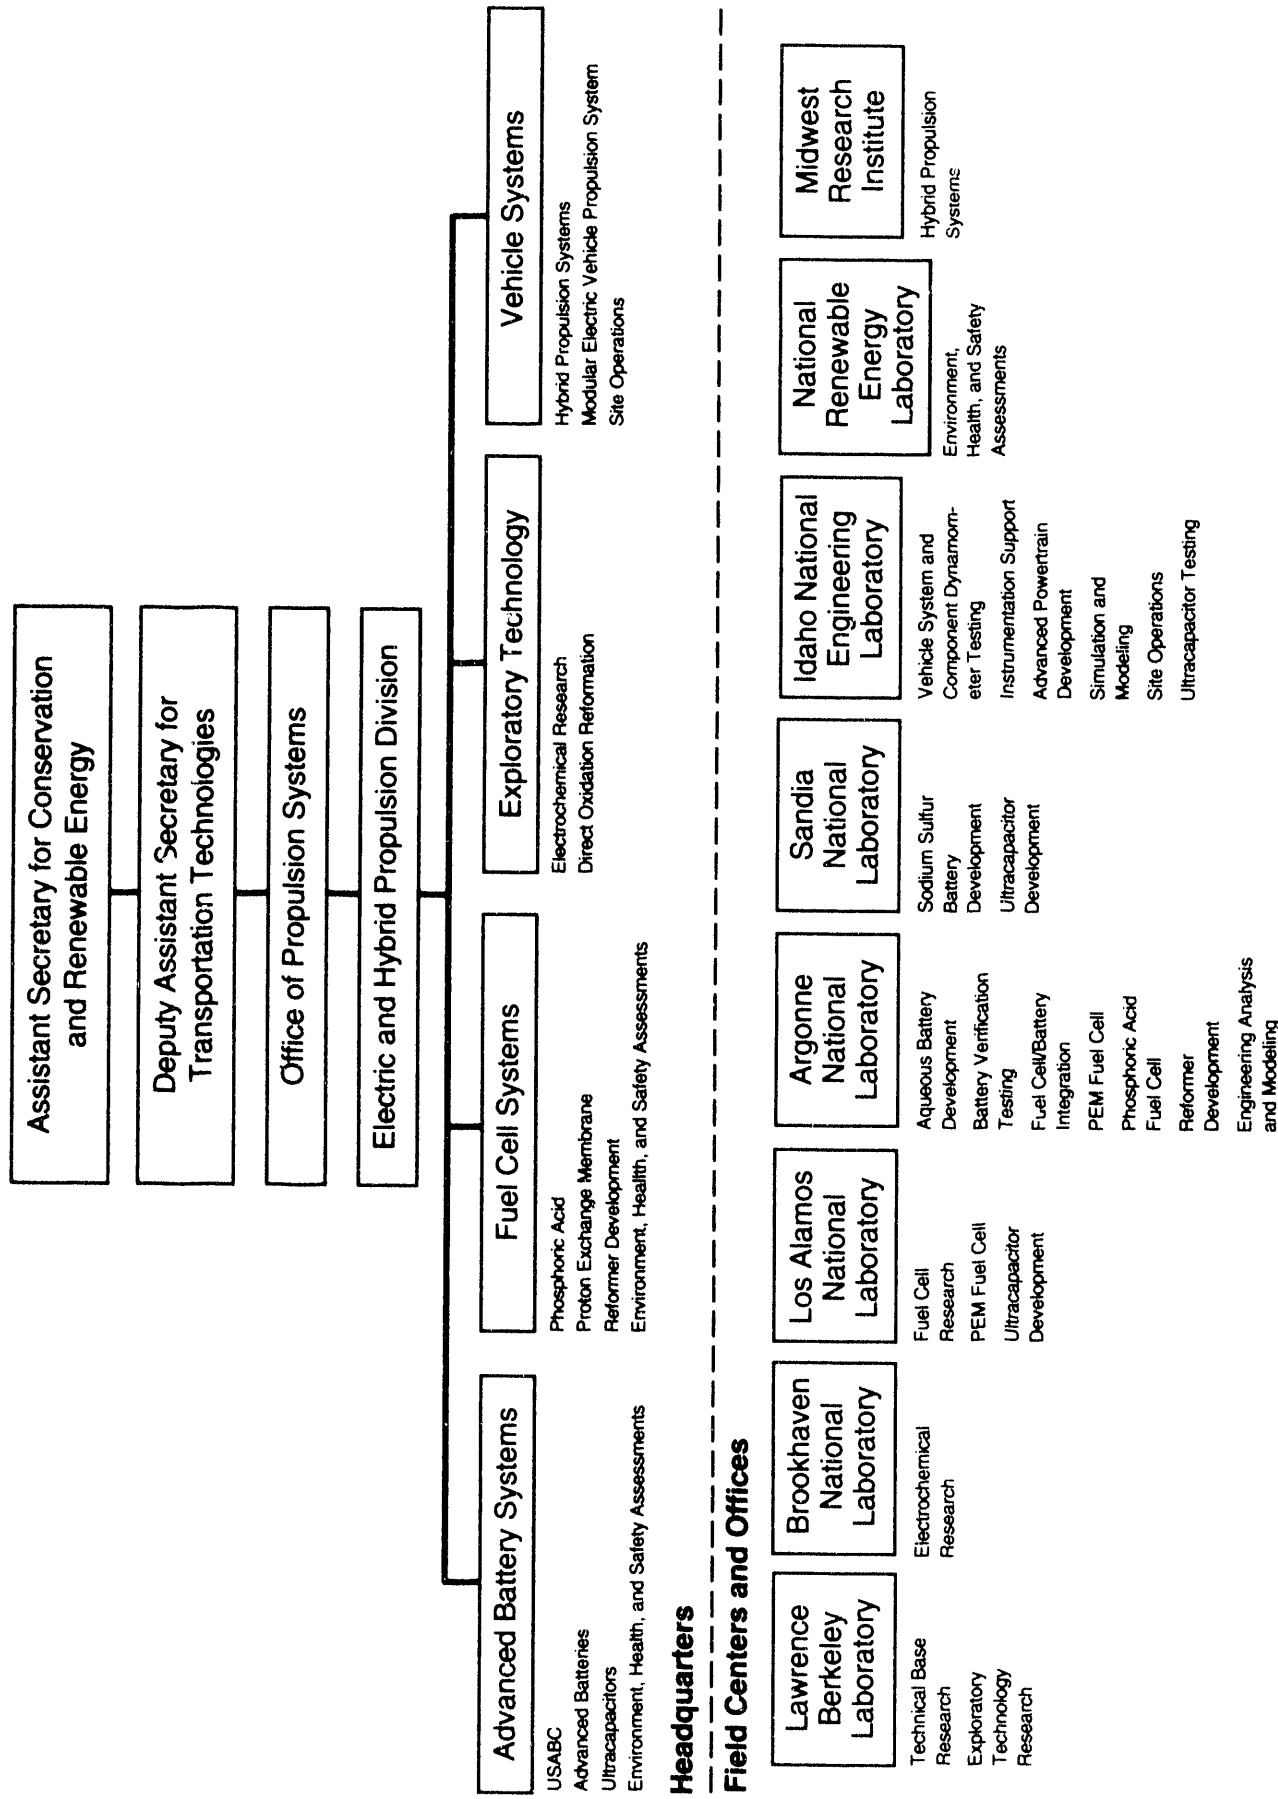 Assistant Secretary for Conservation
and Renewable Energy
Deputy Assistant Secretary for
Transportation Technologies
Office of Propulsion Systems
Electric and Hybrid Propulsion Division
Advanced Battery Systems
USABC
Advanced Batteries
Ultracapacitors
Environment, Health, and Safety Assessments
Fuel Cell Systems
Phosphoric Acid
Proton Exchange Membrane
Reformer Development
Environment, Health, and Safety Assessments
Exploratory Technology
Electrochemical Research
Direct Oxidation Reformation
Vehicle Systems
Hybrid Propulsion Systems
Modular Electric Vehicle Propulsion System
Site Operations
Headquarters
Field Centers and Offices
Lawrence
Berkeley
Laboratory
Technical Base
Research
Exploratory
Technology
Research
Brookhaven
National
Laboratory
Electrochemical
Research
Los Alamos
National
Laboratory
Fuel Cell
Research
PEM Fuel Cell
Ultracapacitor
Development
Argonne
National
Laboratory
Aqueous Battery
Development
Battery Verification
Testing
Fuel Cell/Battery
Integration
PEM Fuel Cell
Phosphoric Acid
Fuel Cell
Reformer
Development
Engineering Analysis
and Modeling
Sandia
National
Laboratory
Sodium Sulfur
Battery
Development
Ultracapacitor
Development
Idaho National
Engineering
Laboratory
Vehicle System and
Component Dynamom-
eter Testing
Instrumentation Support
Advanced Powertrain
Development
Simulation and
Modeling
Site Operations
Ultracapacitor Testing
National
Renewable
Energy
Laboratory
Environment,
Health, and Safety
Assessments
Midwest
Research
Institute
Hybrid Propulsion
Systems